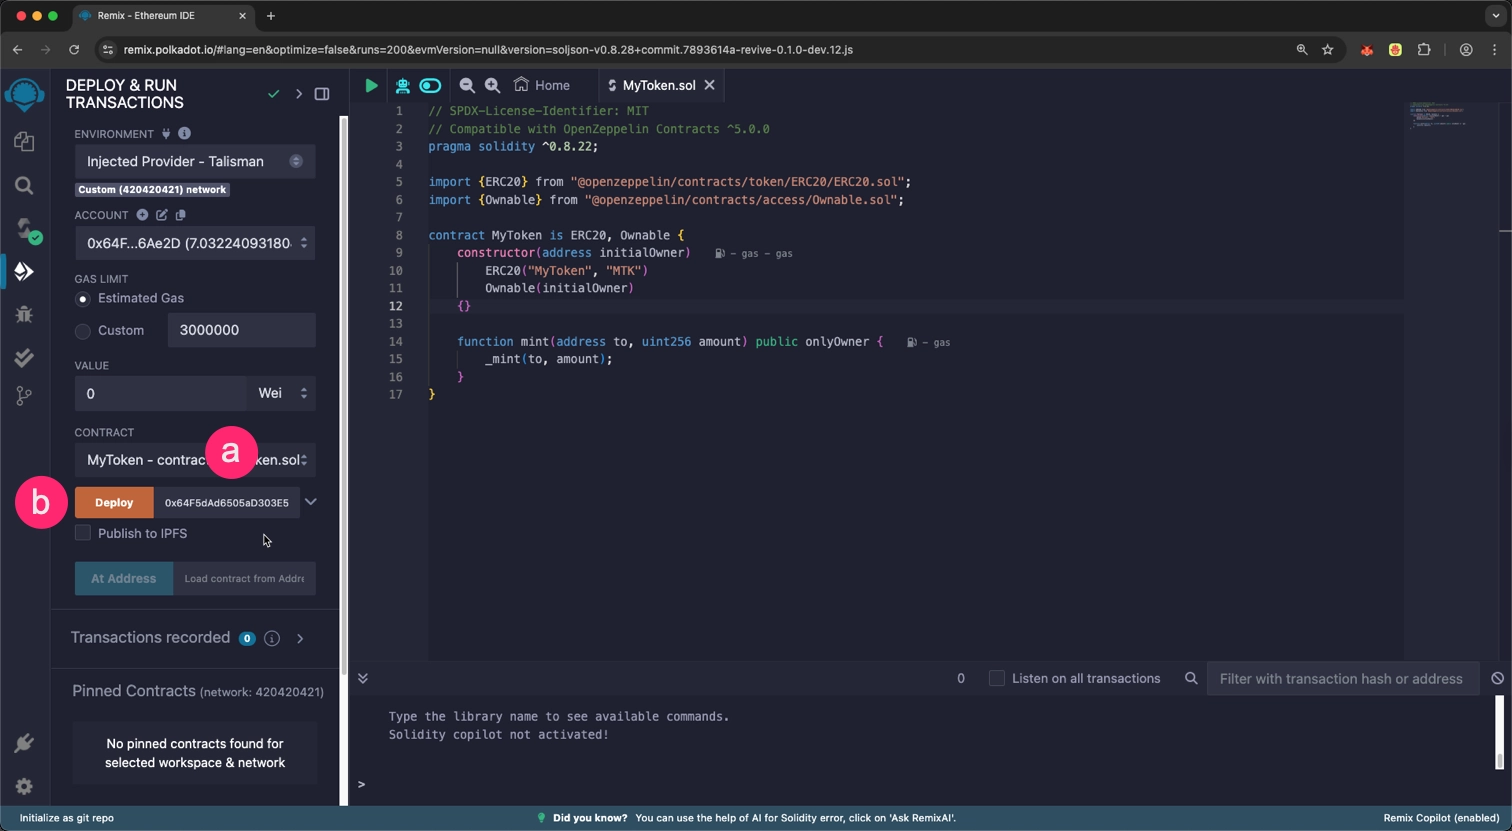 Remix - Ethereum IDE
remix.polkadot.io/#lang=en&optimize=false&runs=200&evmVersion=null&version=soljson-v0.8.28+commit.7893614a-revive-0.1.0-dev.12.js
DEPLOY & RUN
TRANSACTIONS
ENVIRONMENT
Injected Provider - Talisman
Custom (420420421) network
ACCOUNT
0x64F...6Ae2D (7.03224093180
GAS LIMIT
Estimated Gas
Custom
3000000
VALUE
0
Wei
CONTRACT
MyToken - contrac ken.sol
a
b
Deploy
0x64F5dAd6505aD303E5
Publish to IPFS
At Address
Load contract from Addre
Transactions recorded 0
Pinned Contracts (network: 420420421)
No pinned contracts found for
selected workspace & network
Home
MyToken.sol
1 // SPDX-License-Identifier: MIT
2 // Compatible with OpenZeppelin Contracts ^5.0.0
3 pragma solidity ^0.8.22;
4
5 import {ERC20} from "@openzeppelin/contracts/token/ERC20/ERC20.sol";
6 import {Ownable} from "@openzeppelin/contracts/access/Ownable.sol";
7
8 contract MyToken is ERC20, Ownable {
9 constructor(address initialOwner) - gas - gas
10 ERC20("MyToken", "MTK")
11 Ownable(initialOwner)
12 {}
13
14 function mint(address to, uint256 amount) public onlyOwner { - gas
15 _mint(to, amount);
16 }
17 }
0
Listen on all transactions
Filter with transaction hash or address
Type the library name to see available commands.
Solidity copilot not activated!
>
Initialize as git repo
Did you know? You can use the help of AI for Solidity error, click on 'Ask RemixAI'.
Remix Copilot (enabled)